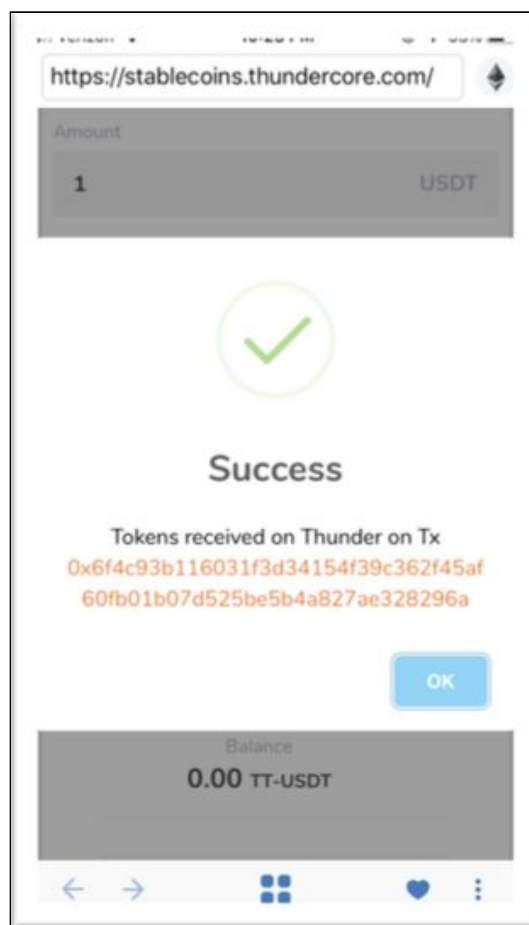 https://stablecoins.thundercore.com/
Amount
1 USDT
Success
Tokens received on Thunder on Tx
0x6f4c93b116031f3d34154f39c362f45af
60fb01b07d525be5b4a827ae328296a
OK
Balance
0.00 TT-USDT